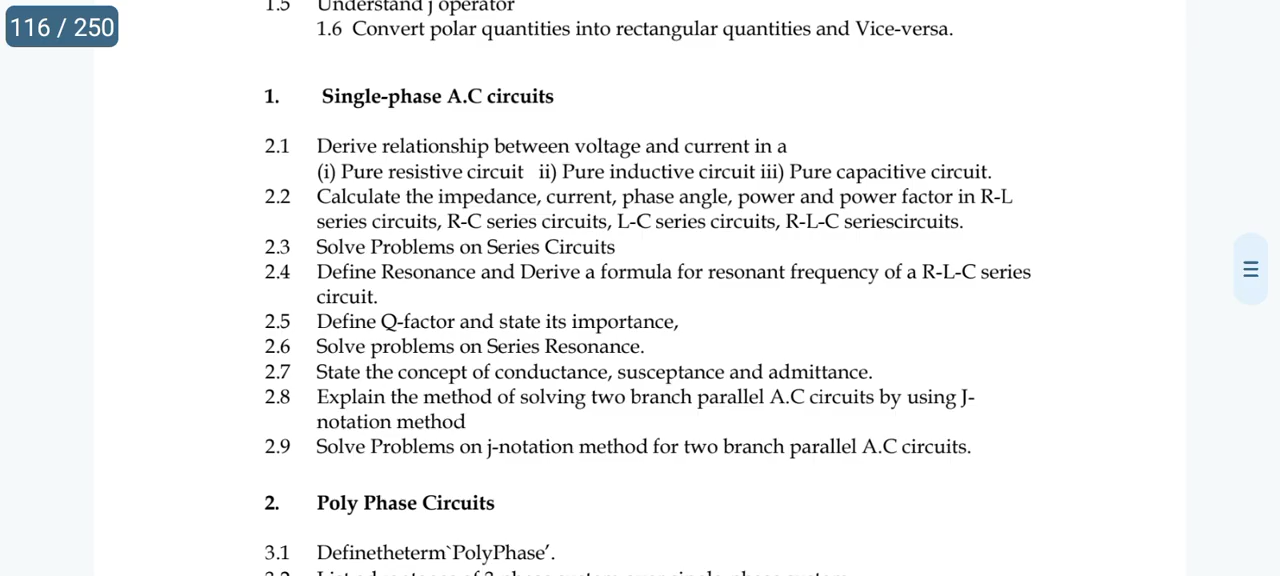 116 / 250
1.5 Understand j operator
1.6 Convert polar quantities into rectangular quantities and Vice-versa.
1. Single-phase A.C circuits
2.1 Derive relationship between voltage and current in a
(i) Pure resistive circuit ii) Pure inductive circuit iii) Pure capacitive circuit.
2.2 Calculate the impedance, current, phase angle, power and power factor in R-L
series circuits, R-C series circuits, L-C series circuits, R-L-C seriescircuits.
2.3 Solve Problems on Series Circuits
2.4 Define Resonance and Derive a formula for resonant frequency of a R-L-C series
circuit.
2.5 Define Q-factor and state its importance,
2.6 Solve problems on Series Resonance.
2.7 State the concept of conductance, susceptance and admittance.
2.8 Explain the method of solving two branch parallel A.C circuits by using J-
notation method
2.9 Solve Problems on j-notation method for two branch parallel A.C circuits.
2. Poly Phase Circuits
3.1 Definetheterm`PolyPhase'.